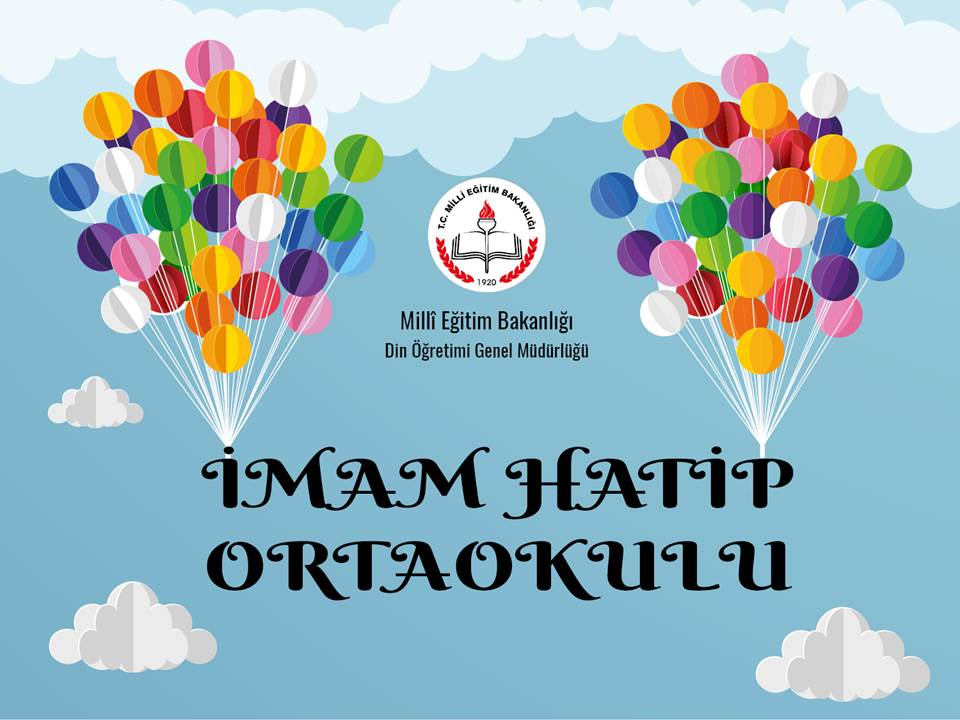 T.C. MİLLİ EĞİTİM BAKANLIĞI
1920
Millî Eğitim Bakanlığı
Din Öğretimi Genel Müdürlüğü
İMAM HATİP
ORTAOKULU